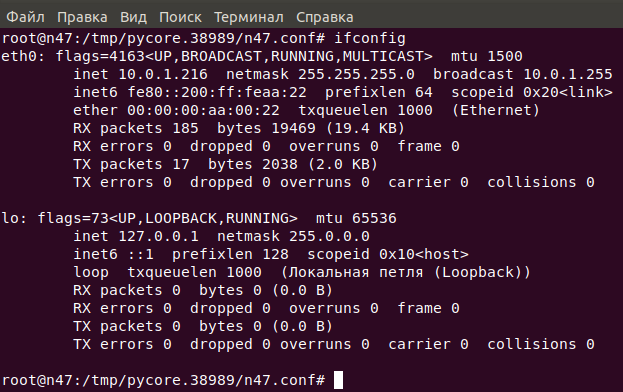 Файл Правка Вид Поиск Терминал Справка
root@n47:/tmp/pycore.38989/n47.conf# ifconfig
eth0: flags=4163<UP,BROADCAST,RUNNING,MULTICAST>  mtu 1500
        inet 10.0.1.216  netmask 255.255.255.0  broadcast 10.0.1.255
        inet6 fe80::200:ff:feaa:22  prefixlen 64  scopeid 0x20<link>
        ether 00:00:00:aa:00:22  txqueuelen 1000  (Ethernet)
        RX packets 185  bytes 19469 (19.4 KB)
        RX errors 0  dropped 0  overruns 0  frame 0
        TX packets 17  bytes 2038 (2.0 KB)
        TX errors 0  dropped 0 overruns 0  carrier 0  collisions 0
lo: flags=73<UP,LOOPBACK,RUNNING>  mtu 65536
        inet 127.0.0.1  netmask 255.0.0.0
        inet6 ::1  prefixlen 128  scopeid 0x10<host>
        loop  txqueuelen 1000  (Локальная петля (Loopback))
        RX packets 0  bytes 0 (0.0 B)
        RX errors 0  dropped 0  overruns 0  frame 0
        TX packets 0  bytes 0 (0.0 B)
        TX errors 0  dropped 0 overruns 0  carrier 0  collisions 0
root@n47:/tmp/pycore.38989/n47.conf#